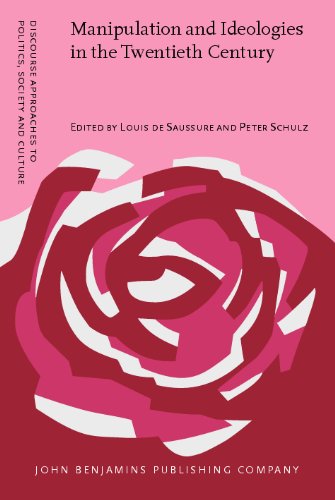 Manipulation and Ideologies
in the Twentieth Century
Edited by Louis de Saussure and Peter Schulz
DISCOURSE APPROACHES TO
POLITICS, SOCIETY AND CULTURE
JOHN BENJAMINS PUBLISHING COMPANY